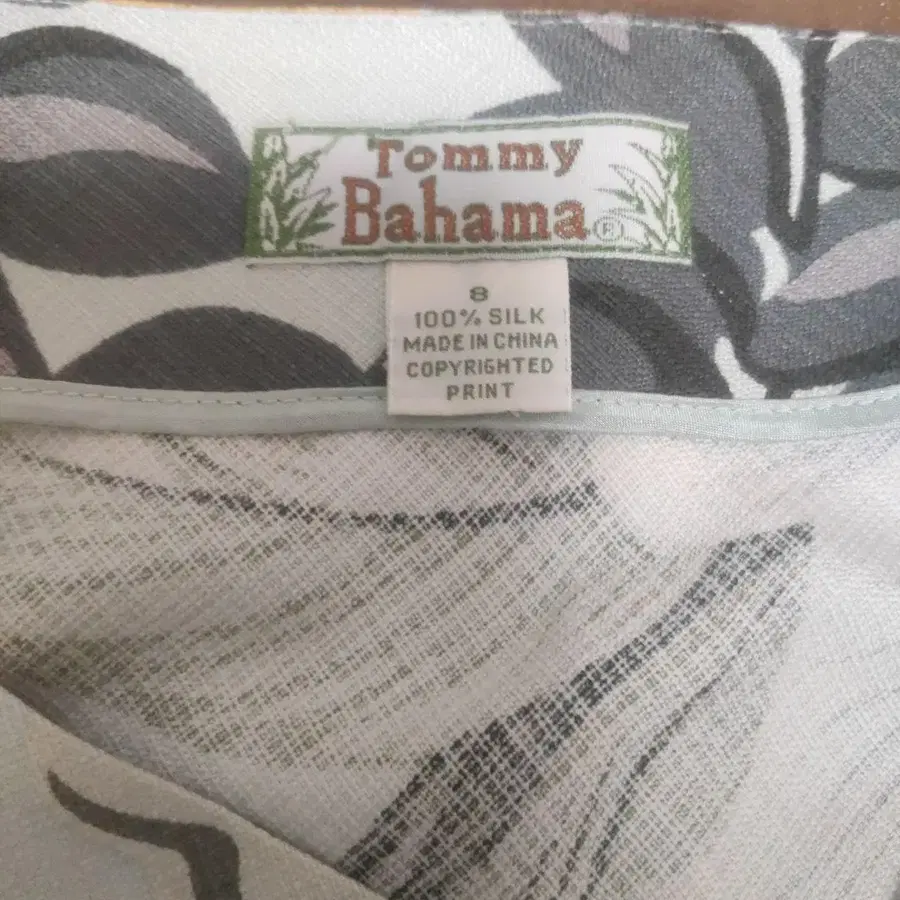 Tommy
Bahama®
8
100% SILK
MADE IN CHINA
COPYRIGHTED
PRINT